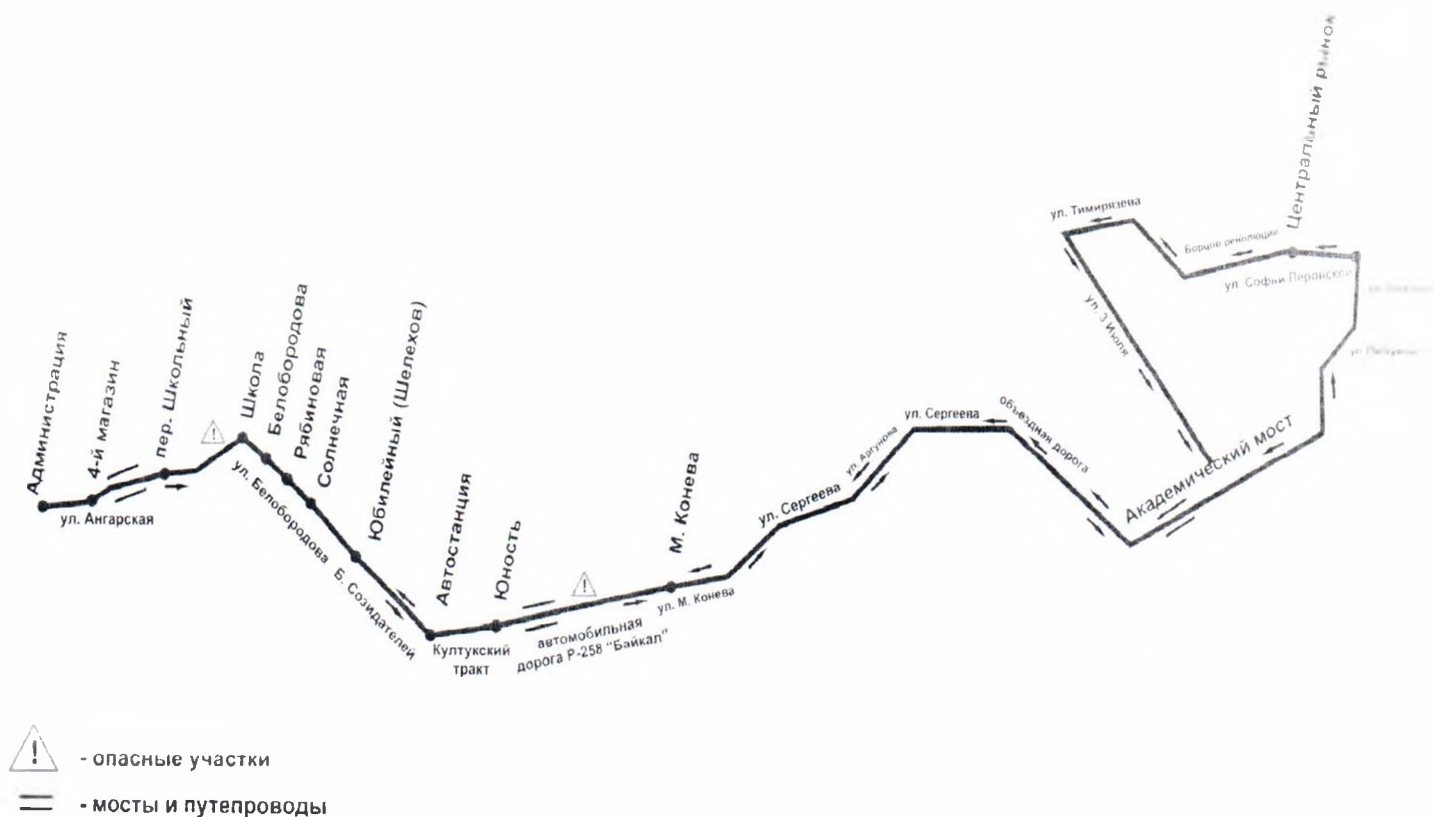 Администрация
4-й магазин
пер. Школьный
Школа
Белобородова
Рябиновая
Солнечная
Юбилейный (Шелехов)
Автостанция
Юность
М. Конева
Центральный рынок
ул. Ангарская
ул. Белобородова
Б. Созидателей
Култукский
тракт
автомобильная
дорога Р-258 "Байкал"
ул. М. Конева
ул. Сергеева
ул. Аргунова
ул. Сергеева
объездная дорога
Академический мост
ул. 3 Июля
ул. Тимирязева
Борцов революции
ул. Софьи Перовской
! - опасные участки
- мосты и путепроводы